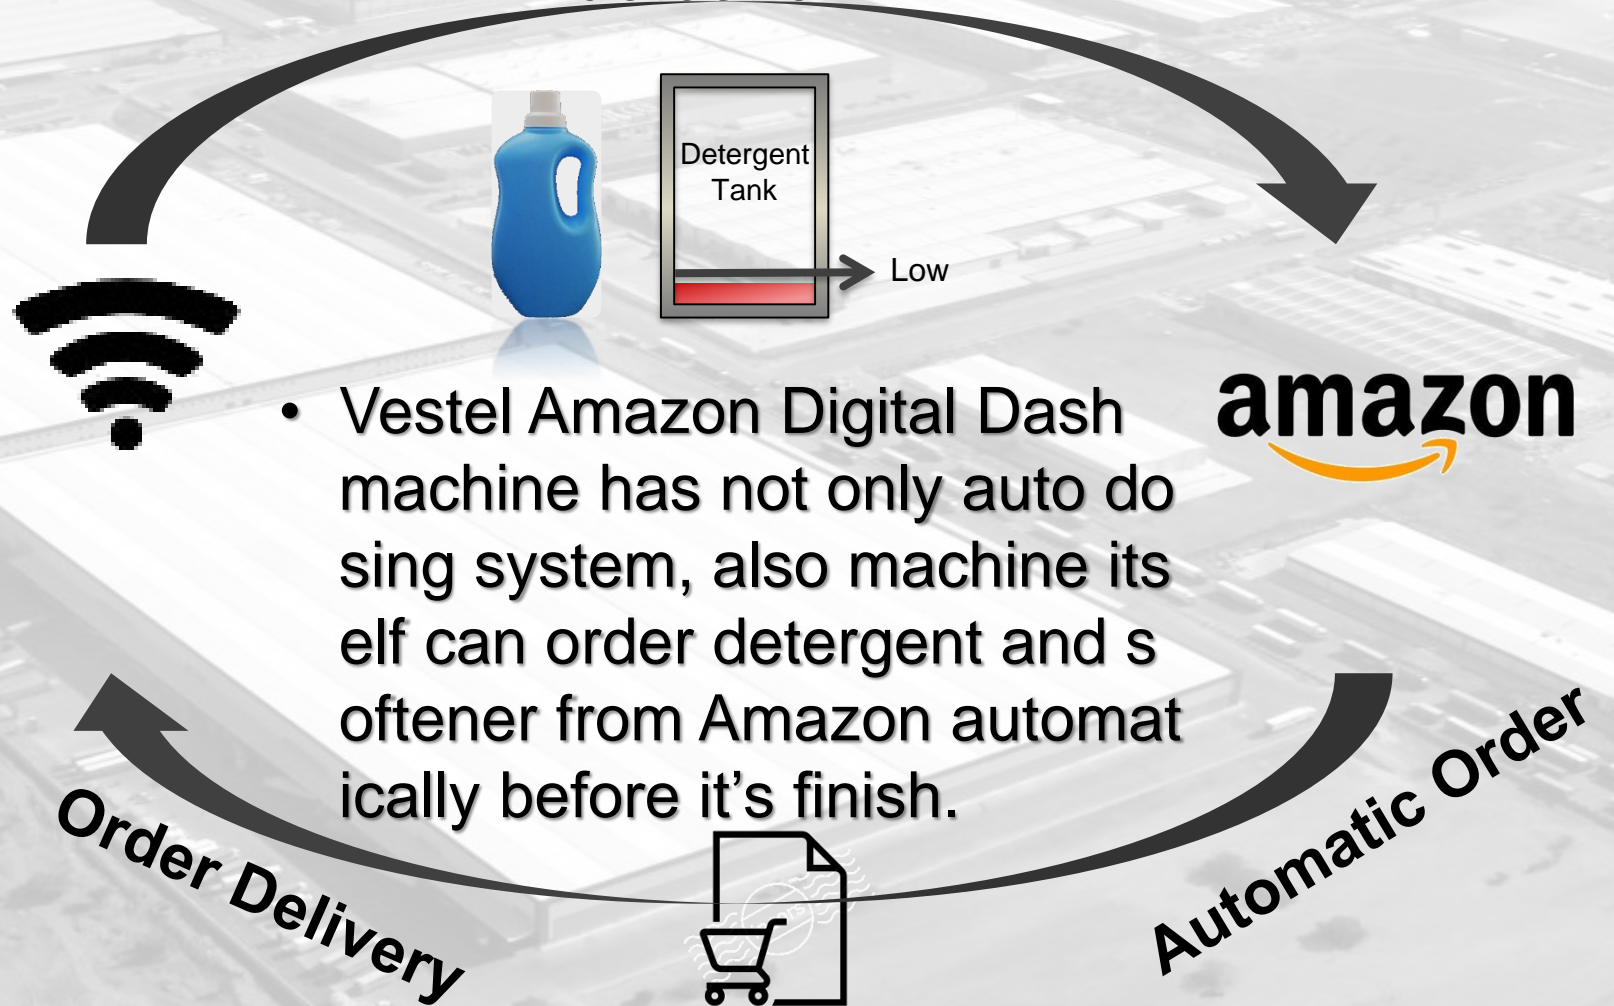 Detergent
Tank
Low
amazon
• Vestel Amazon Digital Dash
machine has not only auto do
sing system, also machine its
elf can order detergent and s
oftener from Amazon automat
ically before it’s finish.
Order Delivery
Automatic Order